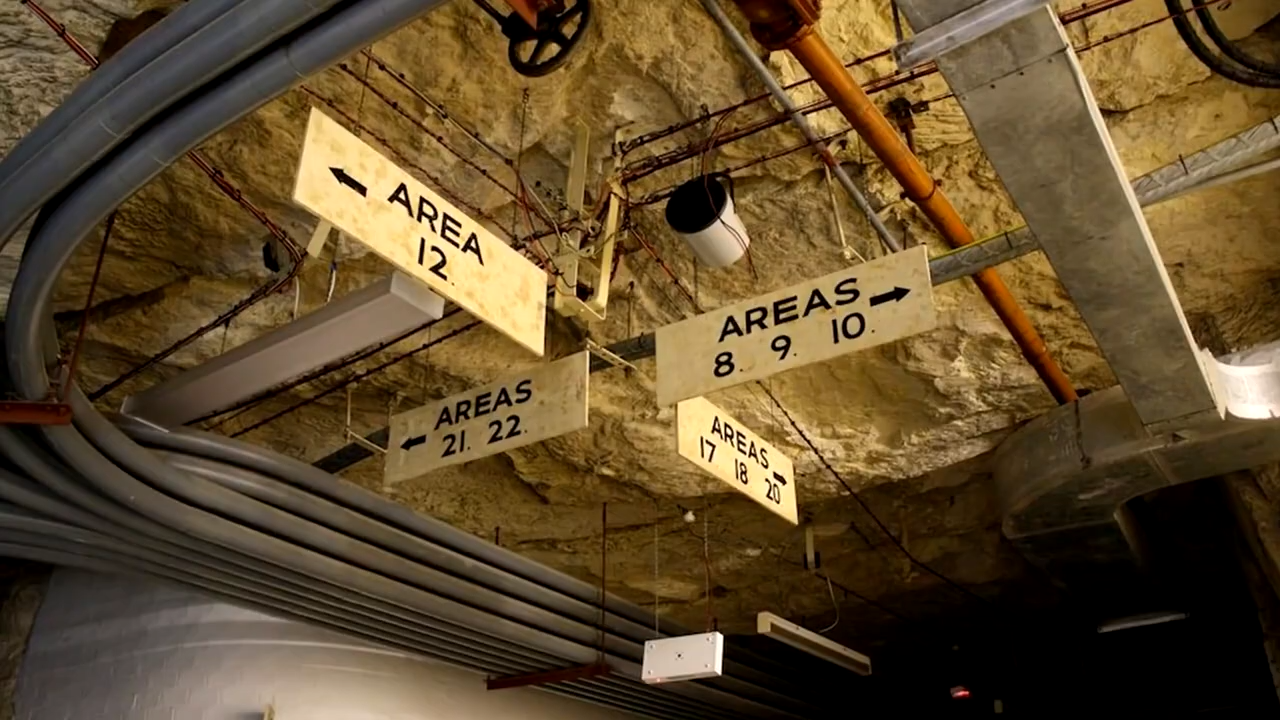 ← AREA
12.
AREAS →
8. 9. 10.
AREAS
← 21. 22.
AREAS
17 18 20 →